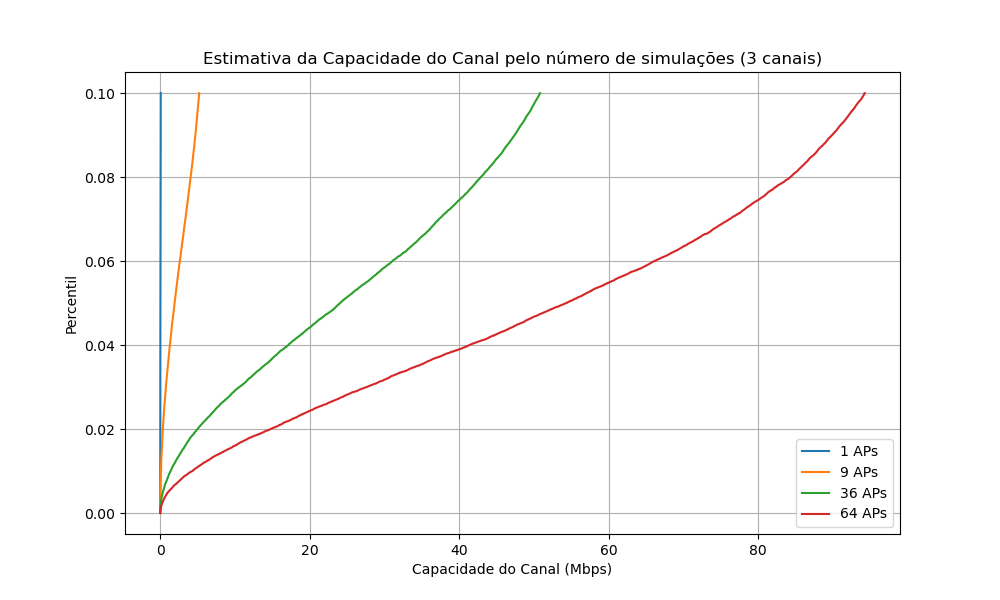 Estimativa da Capacidade do Canal pelo número de simulações (3 canais)
0.10
0.08
0.06
0.04
0.02
0.00
Percentil
0 20 40 60 80
Capacidade do Canal (Mbps)
1 APs
9 APs
36 APs
64 APs